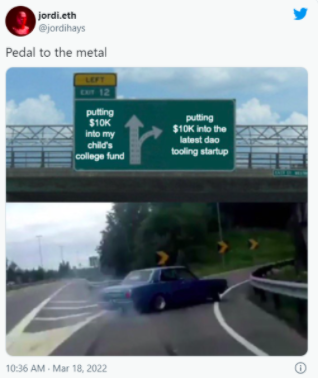 jordi.eth
@jordihays
Pedal to the metal
LEFT
EXIT 12
putting
$10K
into my
child's
college fund
putting
$10K into the
latest dao
tooling startup
10:36 AM · Mar 18, 2022